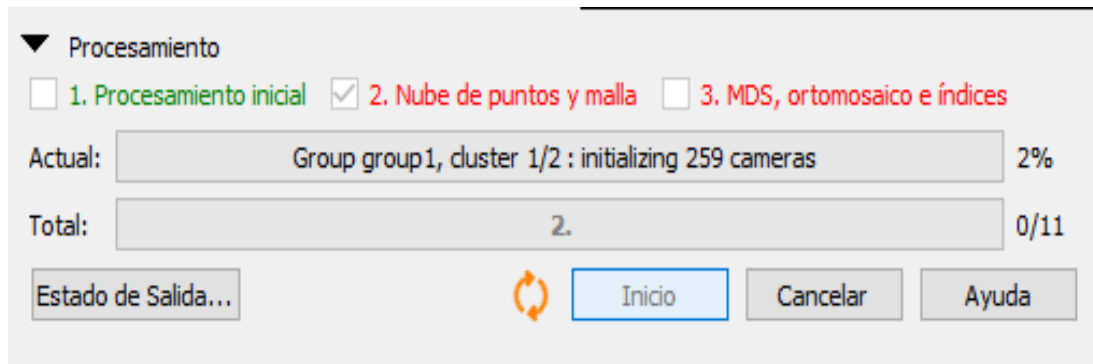 Procesamiento
1. Procesamiento inicial 2. Nube de puntos y malla 3. MDS, ortomosaico e índices
Actual: Group group1, cluster 1/2 : initializing 259 cameras 2%
Total: 2. 0/11
Estado de Salida... Inicio Cancelar Ayuda